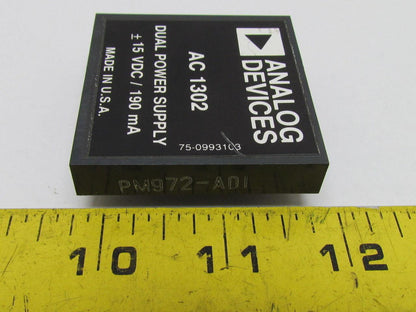 ANALOG
DEVICES
AC 1302
DUAL POWER SUPPLY
±15 VDC / 190 mA
MADE IN U.S.A.
75-0993103
PM972-ADI
10 11 12